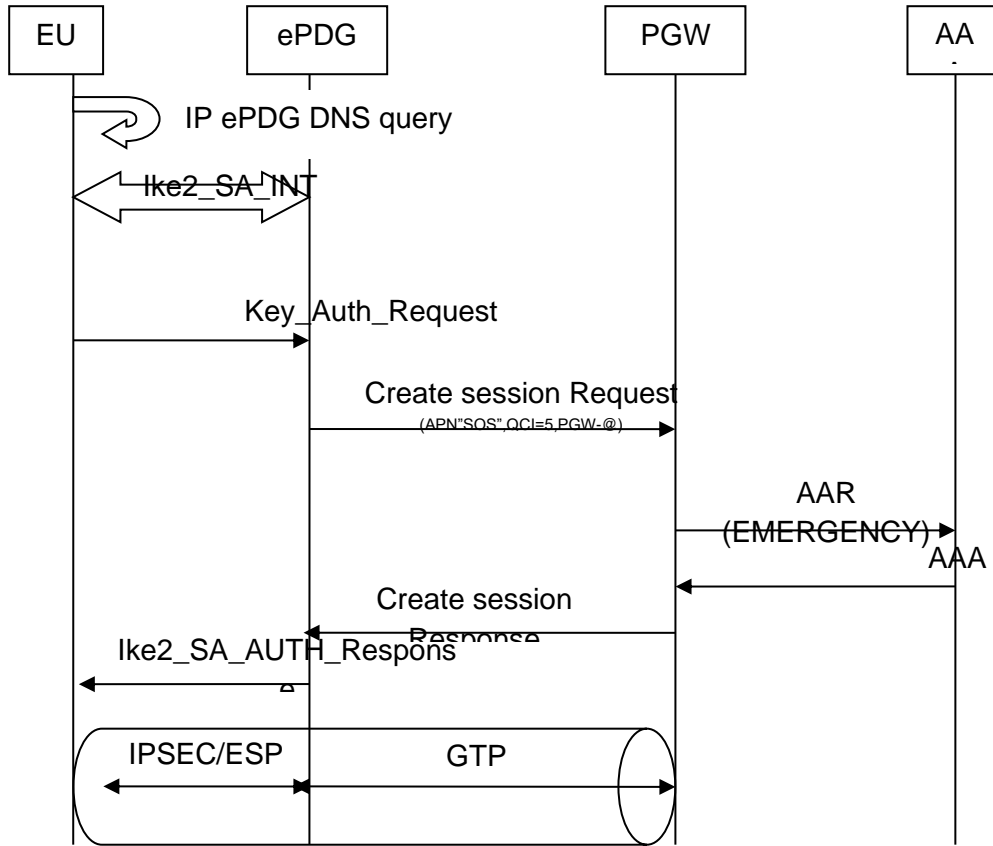 EU
ePDG
PGW
AA
IP ePDG DNS query
Ike2_SA_INT
Key_Auth_Request
Create session Request
(APN"SOS",QCI=5,PGW-@)
AAR
(EMERGENCY)
AAA
Create session
Response
Ike2_SA_AUTH_Respons
IPSEC/ESP
GTP